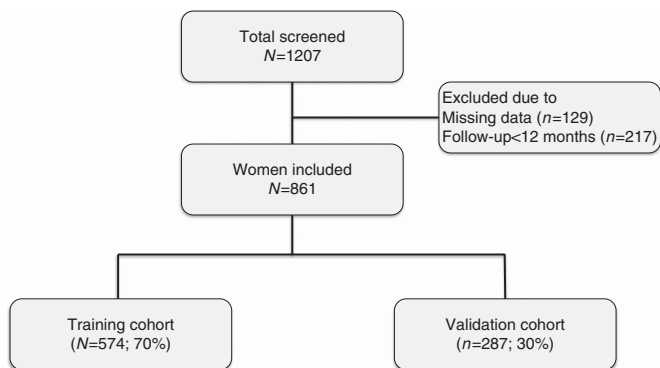 Total screened
N=1207
Excluded due to
Missing data (n=129)
Follow-up<12 months (n=217)
Women included
N=861
Training cohort
(N=574; 70%)
Validation cohort
(n=287; 30%)